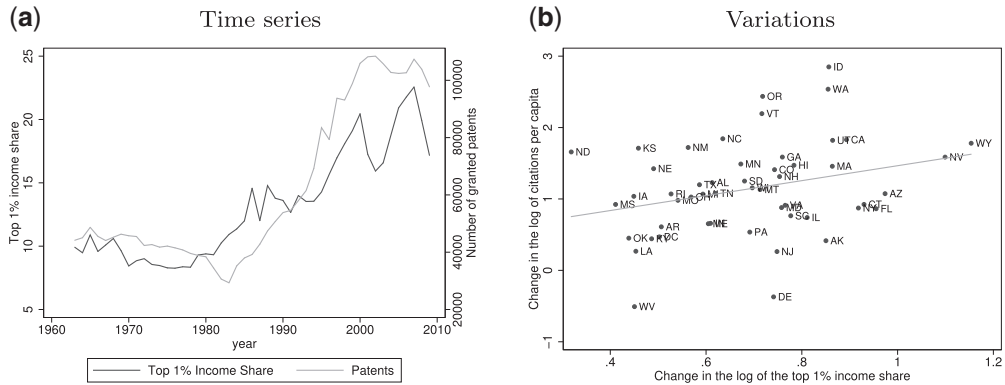 (a)
Time series
25
20
15
10
5
Top 1% income share
100000
80000
60000
40000
20000
Number of granted patents
1960
1970
1980
1990
2000
2010
year
Top 1% Income Share
Patents
(b)
Variations
3
2
1
0
−1
Change in the log of citations per capita
ID
WA
OR
VT
NC
UT
CA
WY
ND
KS
NM
GA
NV
NE
MN
HI
MA
CO
NH
SD
AL
TX
WI
MT
MI
TN
RI
IA
OH
MO
AZ
MS
VA
MD
CT
NY
FL
SC
IL
IN
ME
AR
PA
DC
KY
OK
AK
LA
NJ
DE
WV
.4
.6
.8
1
1.2
Change in the log of the top 1% income share